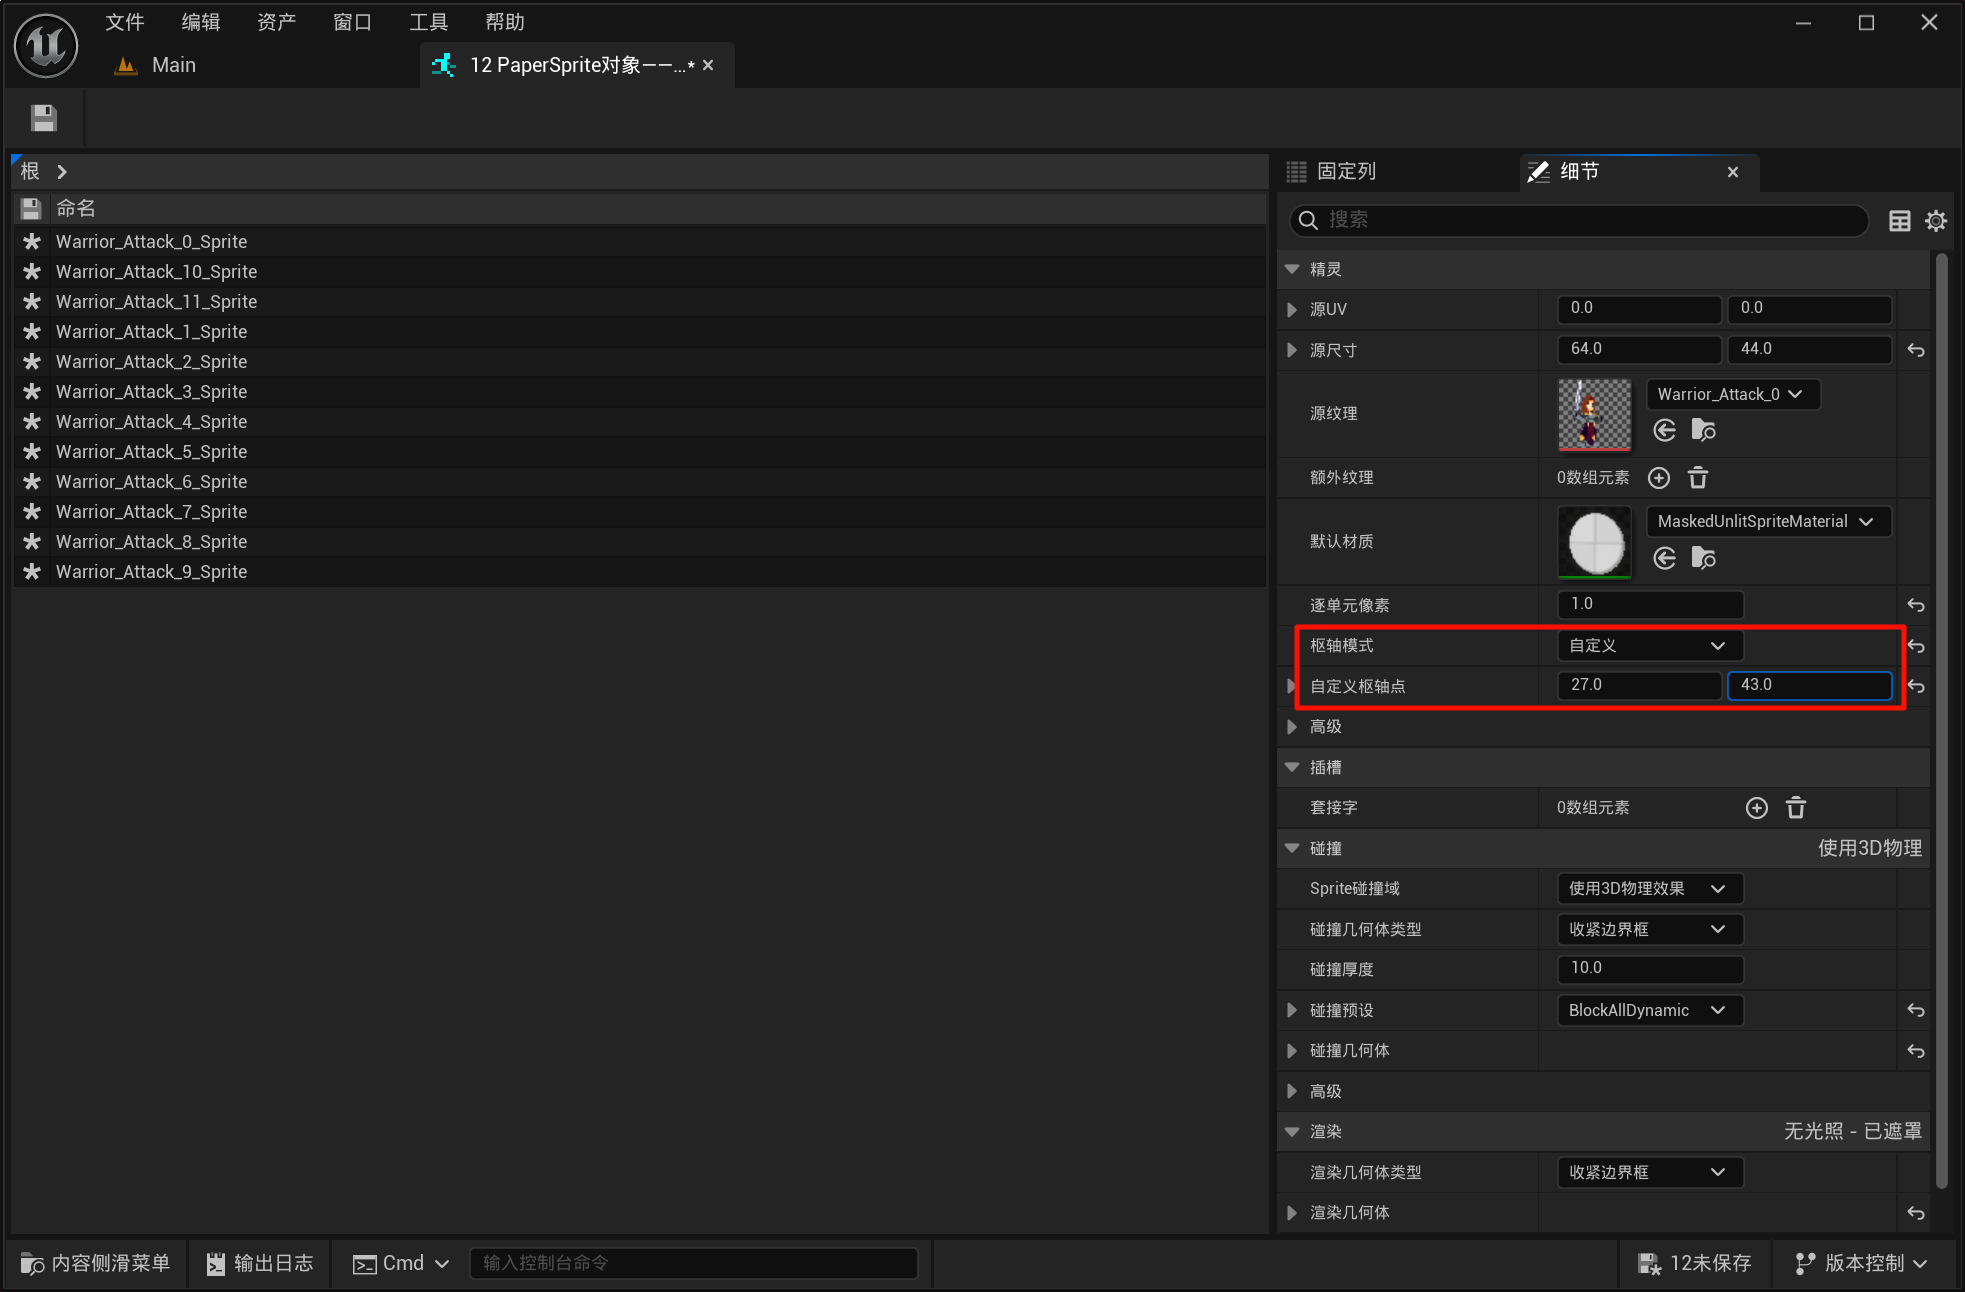 文件 编辑 资产 窗口 工具 帮助
Main
12 PaperSprite对象——...*
根
命名
Warrior_Attack_0_Sprite
Warrior_Attack_10_Sprite
Warrior_Attack_11_Sprite
Warrior_Attack_1_Sprite
Warrior_Attack_2_Sprite
Warrior_Attack_3_Sprite
Warrior_Attack_4_Sprite
Warrior_Attack_5_Sprite
Warrior_Attack_6_Sprite
Warrior_Attack_7_Sprite
Warrior_Attack_8_Sprite
Warrior_Attack_9_Sprite
固定列
细节
搜索
精灵
源UV 0.0 0.0
源尺寸 64.0 44.0
源纹理 Warrior_Attack_0
额外纹理 0数组元素
默认材质 MaskedUnlitSpriteMaterial
逐单元像素 1.0
枢轴模式 自定义
自定义枢轴点 27.0 43.0
高级
插槽
套接字 0数组元素
碰撞 使用3D物理
Sprite碰撞域 使用3D物理效果
碰撞几何体类型 收紧边界框
碰撞厚度 10.0
碰撞预设 BlockAllDynamic
碰撞几何体
高级
渲染 无光照 - 已遮罩
渲染几何体类型 收紧边界框
渲染几何体
内容侧滑菜单 输出日志 Cmd 输入控制台命令 12未保存 版本控制